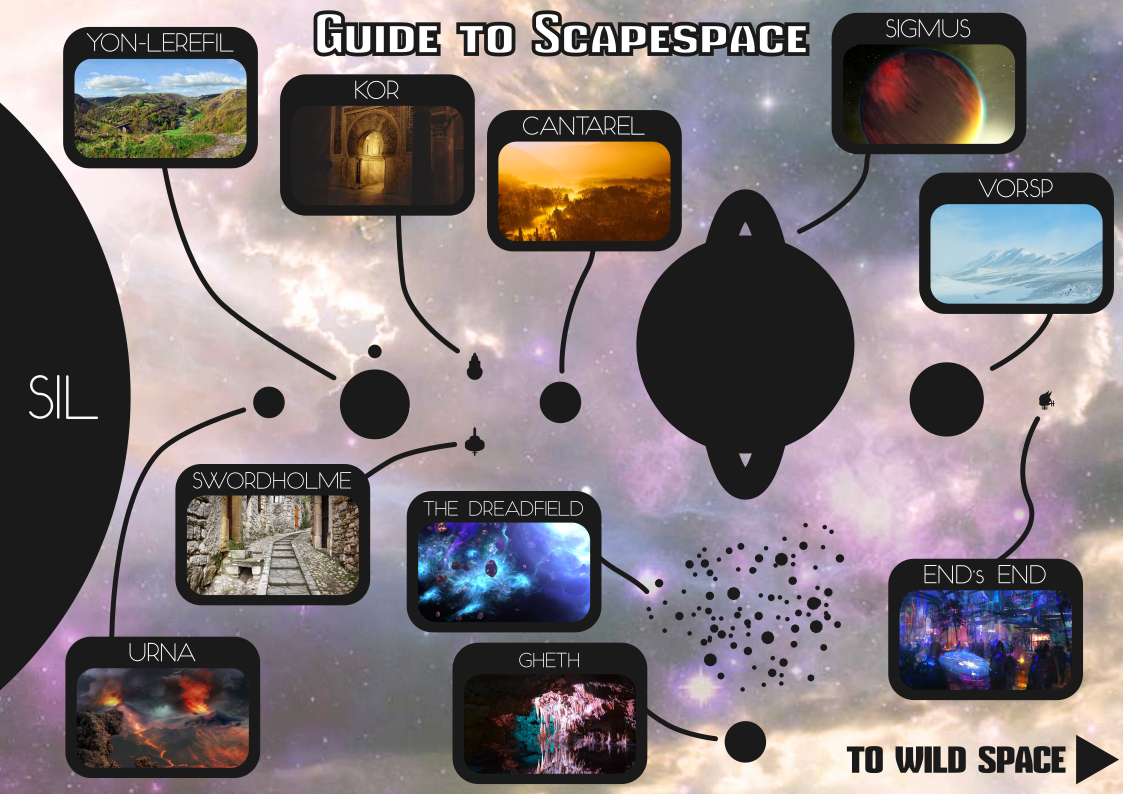 GUIDE TO SCAPESPACE
YON-LEREFIL
KOR
CANTAREL
SIGMUS
VORSP
SIL
SWORDHOLME
THE DREADFIELD
END's END
URNA
GHETH
TO WILD SPACE